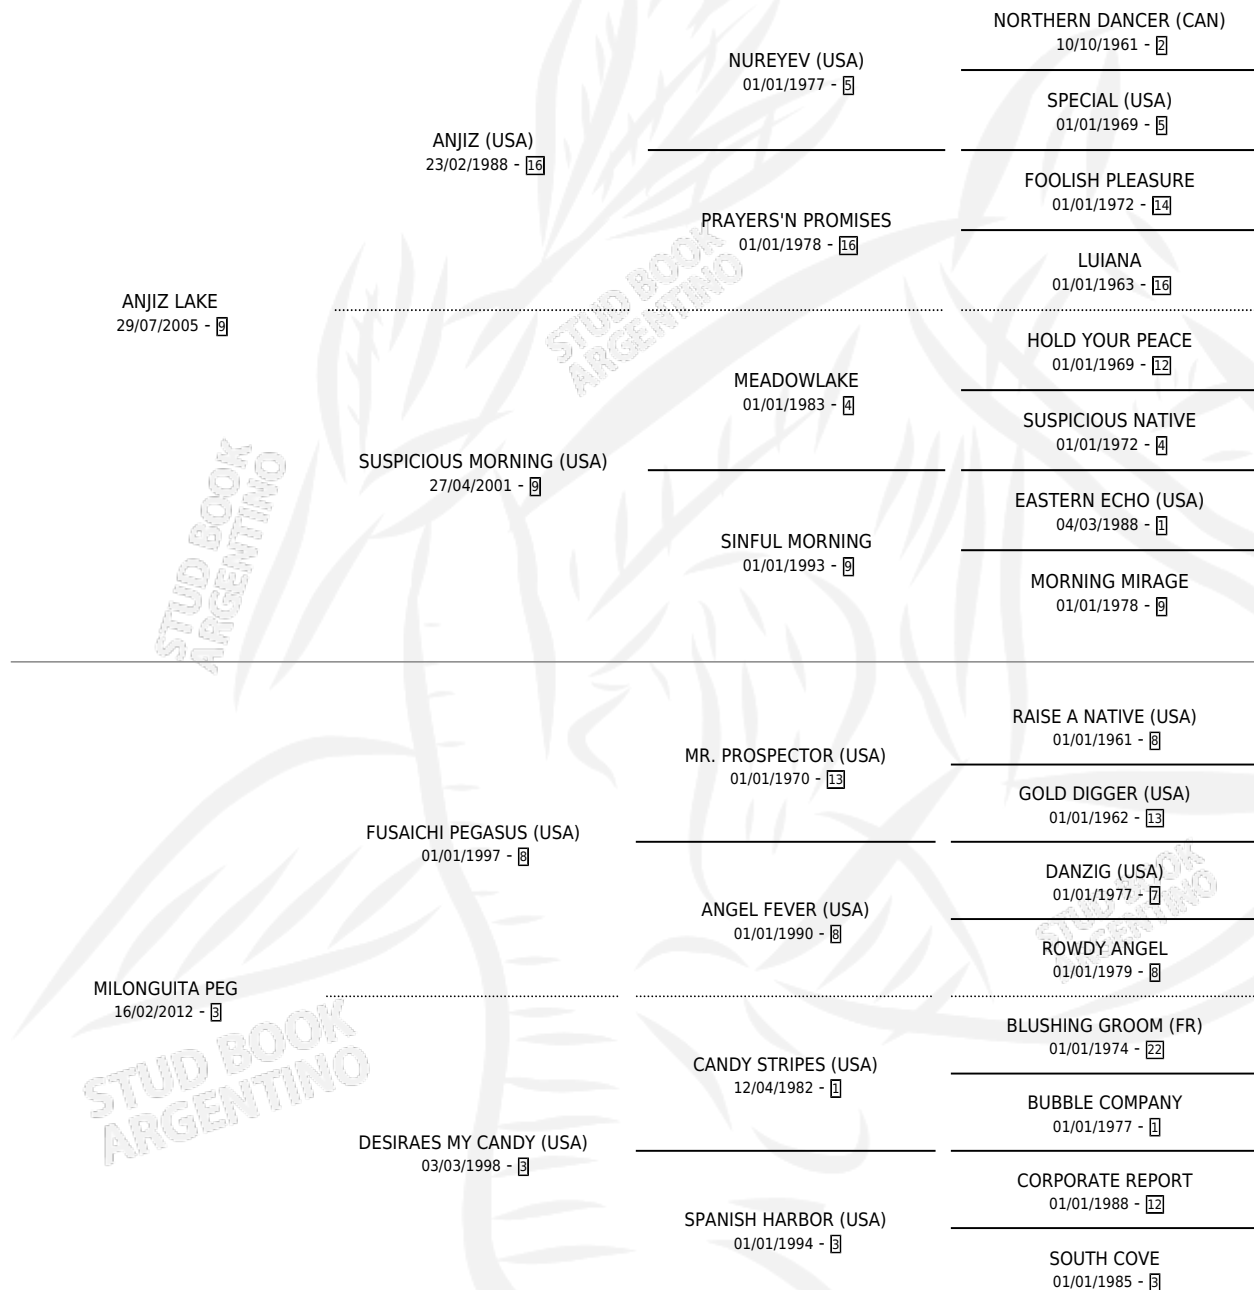 NORTHERN DANCER (CAN)
10/10/1961 - 2
NUREYEV (USA)
01/01/1977 - 5
SPECIAL (USA)
01/01/1969 - 5
ANJIZ (USA)
23/02/1988 - 16
FOOLISH PLEASURE
01/01/1972 - 14
PRAYERS'N PROMISES
01/01/1978 - 16
LUIANA
01/01/1963 - 16
ANJIZ LAKE
29/07/2005 - 9
HOLD YOUR PEACE
01/01/1969 - 12
MEADOWLAKE
01/01/1983 - 4
SUSPICIOUS NATIVE
01/01/1972 - 4
SUSPICIOUS MORNING (USA)
27/04/2001 - 9
EASTERN ECHO (USA)
04/03/1988 - 1
SINFUL MORNING
01/01/1993 - 9
MORNING MIRAGE
01/01/1978 - 9
STUD BOOK
ARGENTINO
STUD BOOK
ARGENTINO
RAISE A NATIVE (USA)
01/01/1961 - 8
MR. PROSPECTOR (USA)
01/01/1970 - 13
GOLD DIGGER (USA)
01/01/1962 - 13
FUSAICHI PEGASUS (USA)
01/01/1997 - 8
DANZIG (USA)
01/01/1977 - 7
ANGEL FEVER (USA)
01/01/1990 - 8
ROWDY ANGEL
01/01/1979 - 8
MILONGUITA PEG
16/02/2012 - 3
BLUSHING GROOM (FR)
01/01/1974 - 22
CANDY STRIPES (USA)
12/04/1982 - 1
BUBBLE COMPANY
01/01/1977 - 1
DESIRAES MY CANDY (USA)
03/03/1998 - 3
CORPORATE REPORT
01/01/1988 - 12
SPANISH HARBOR (USA)
01/01/1994 - 3
SOUTH COVE
01/01/1985 - 3
STUD BOOK
ARGENTINO
STUD BOOK
ARGENTINO